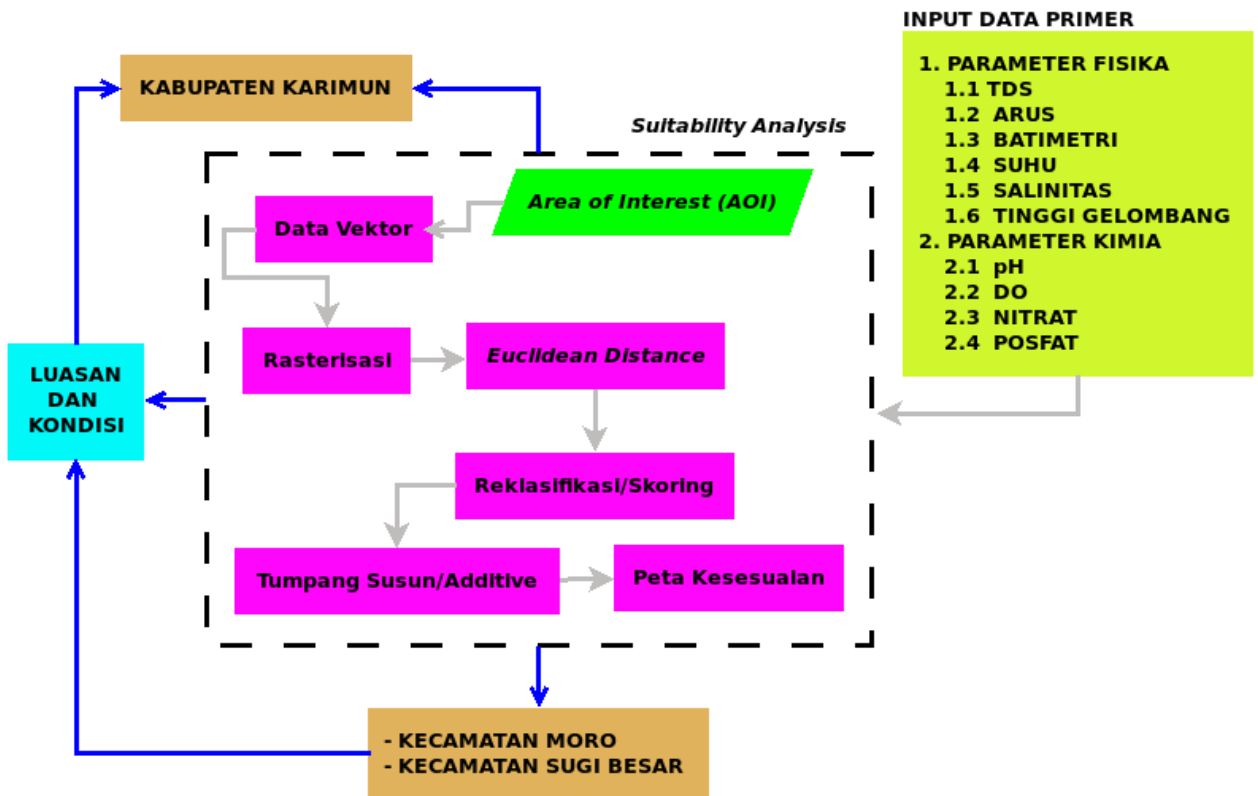 INPUT DATA PRIMER
1. PARAMETER FISIKA
1.1 TDS
1.2 ARUS
1.3 BATIMETRI
1.4 SUHU
1.5 SALINITAS
1.6 TINGGI GELOMBANG
2. PARAMETER KIMIA
2.1 pH
2.2 DO
2.3 NITRAT
2.4 POSFAT
KABUPATEN KARIMUN
Suitability Analysis
Area of Interest (AOI)
Data Vektor
Rasterisasi
Euclidean Distance
LUASAN
DAN
KONDISI
Reklasifikasi/Skoring
Tumpang Susun/Additive
Peta Kesesualan
- KECAMATAN MORO
- KECAMATAN SUGI BESAR